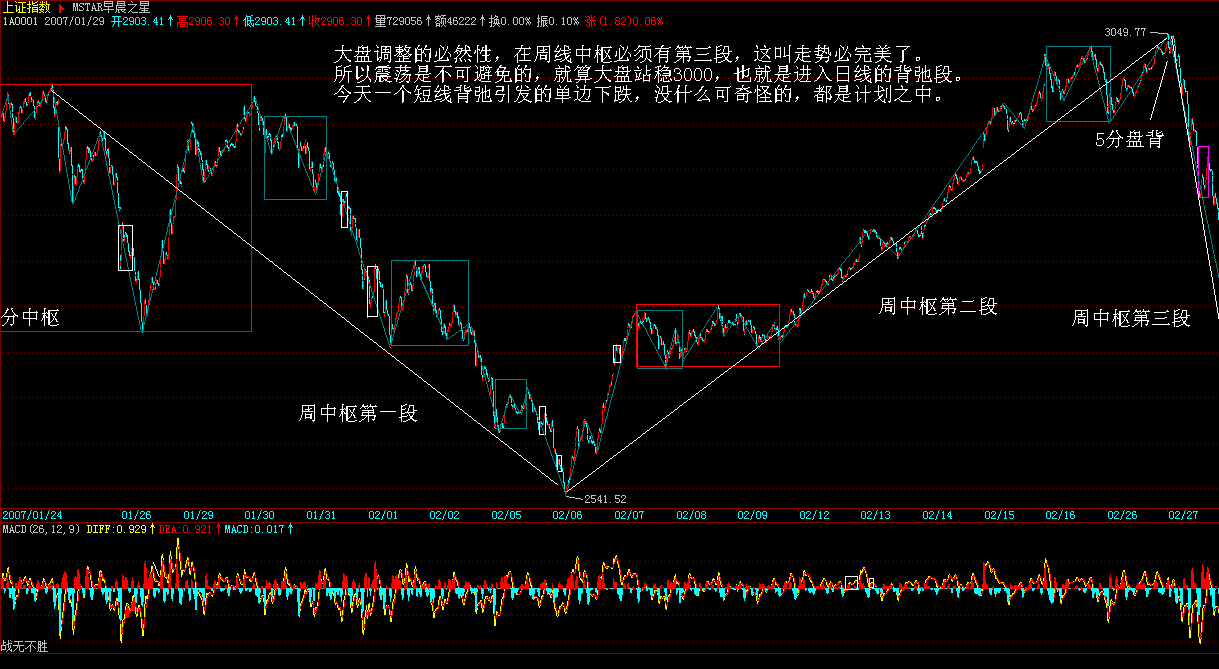 上证指数 MSTAR早晨之星
1A0001 2007/01/29 开2903.41↑高2908.30↑低2903.41↑收2908.30↑量729056↑额46222↑换0.00% 振0.10% 涨(1.82)0.08%
3049.77
大盘调整的必然性，在周线中枢必须有第三段，这叫走势必完美了。
所以震荡是不可避免的，就算大盘站稳3000，也就是进入日线的背弛段。
今天一个短线背弛引发的单边下跌，没什么可奇怪的，都是计划之中。
5分盘背
分中枢
周中枢第二段
周中枢第三段
周中枢第一段
2541.52
2007/01/24 01/26 01/29 01/30 01/31 02/01 02/02 02/05 02/06 02/07 02/08 02/09 02/12 02/13 02/14 02/15 02/16 02/26 02/27
MACD(26,12,9) DIFF:0.929↑DEA:0.921↑MACD:0.017↑
战无不胜